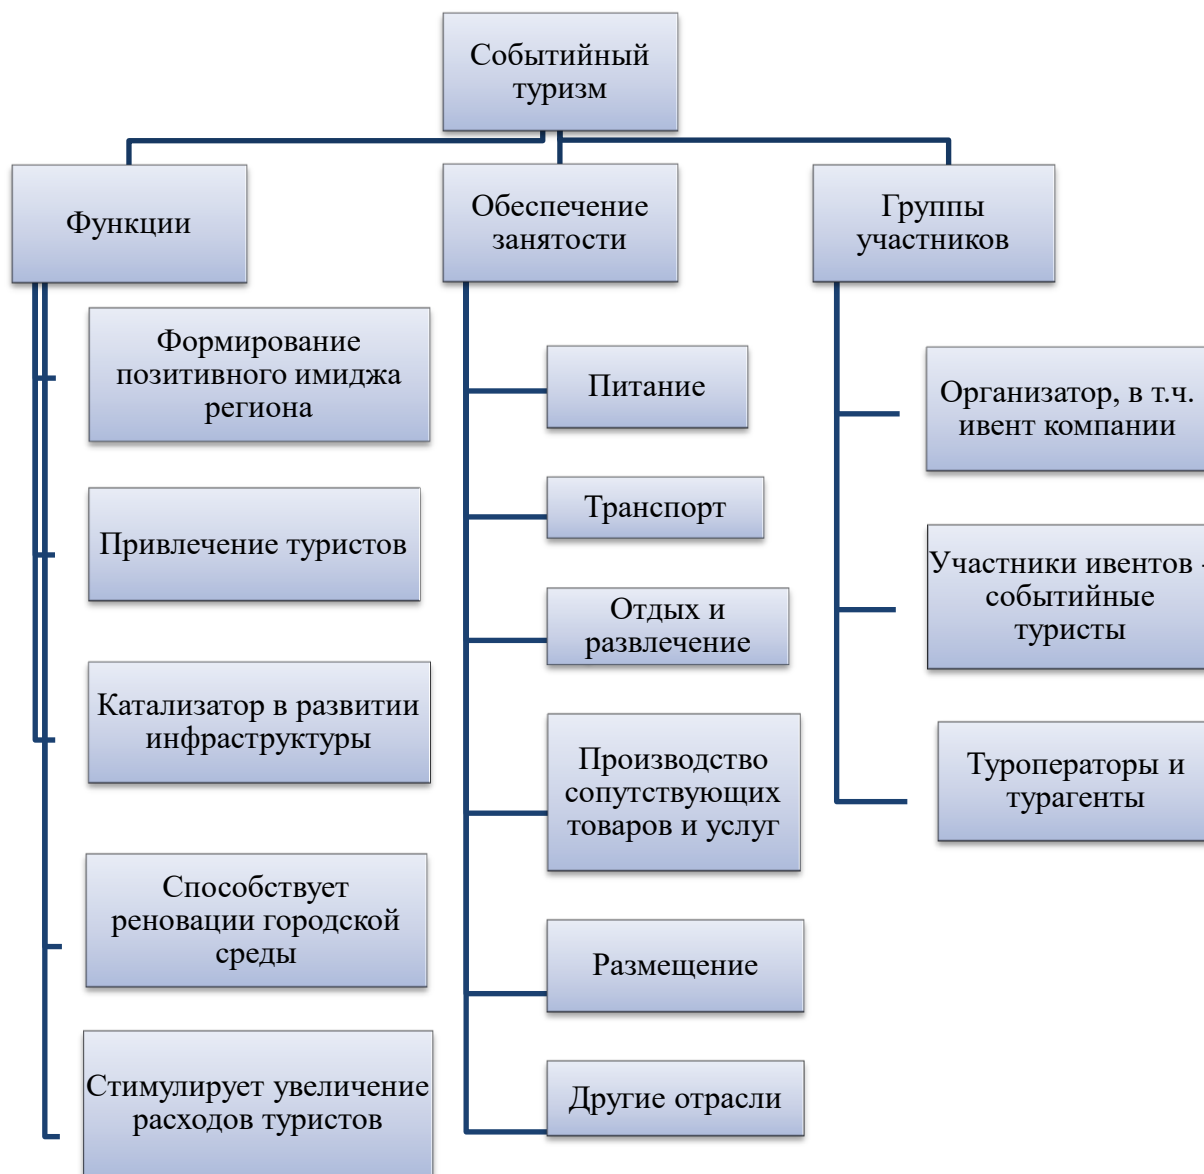 Событийный
туризм
Функции
Обеспечение
занятости
Группы
участников
Формирование
позитивного имиджа
региона
Привлечение туристов
Катализатор в развитии
инфраструктуры
Способствует
реновации городской
среды
Стимулирует увеличение
расходов туристов
Питание
Транспорт
Отдых и
развлечение
Производство
сопутствующих
товаров и услуг
Размещение
Другие отрасли
Организатор, в т.ч.
ивент компании
Участники ивентов -
событийные
туристы
Туроператоры и
турагенты